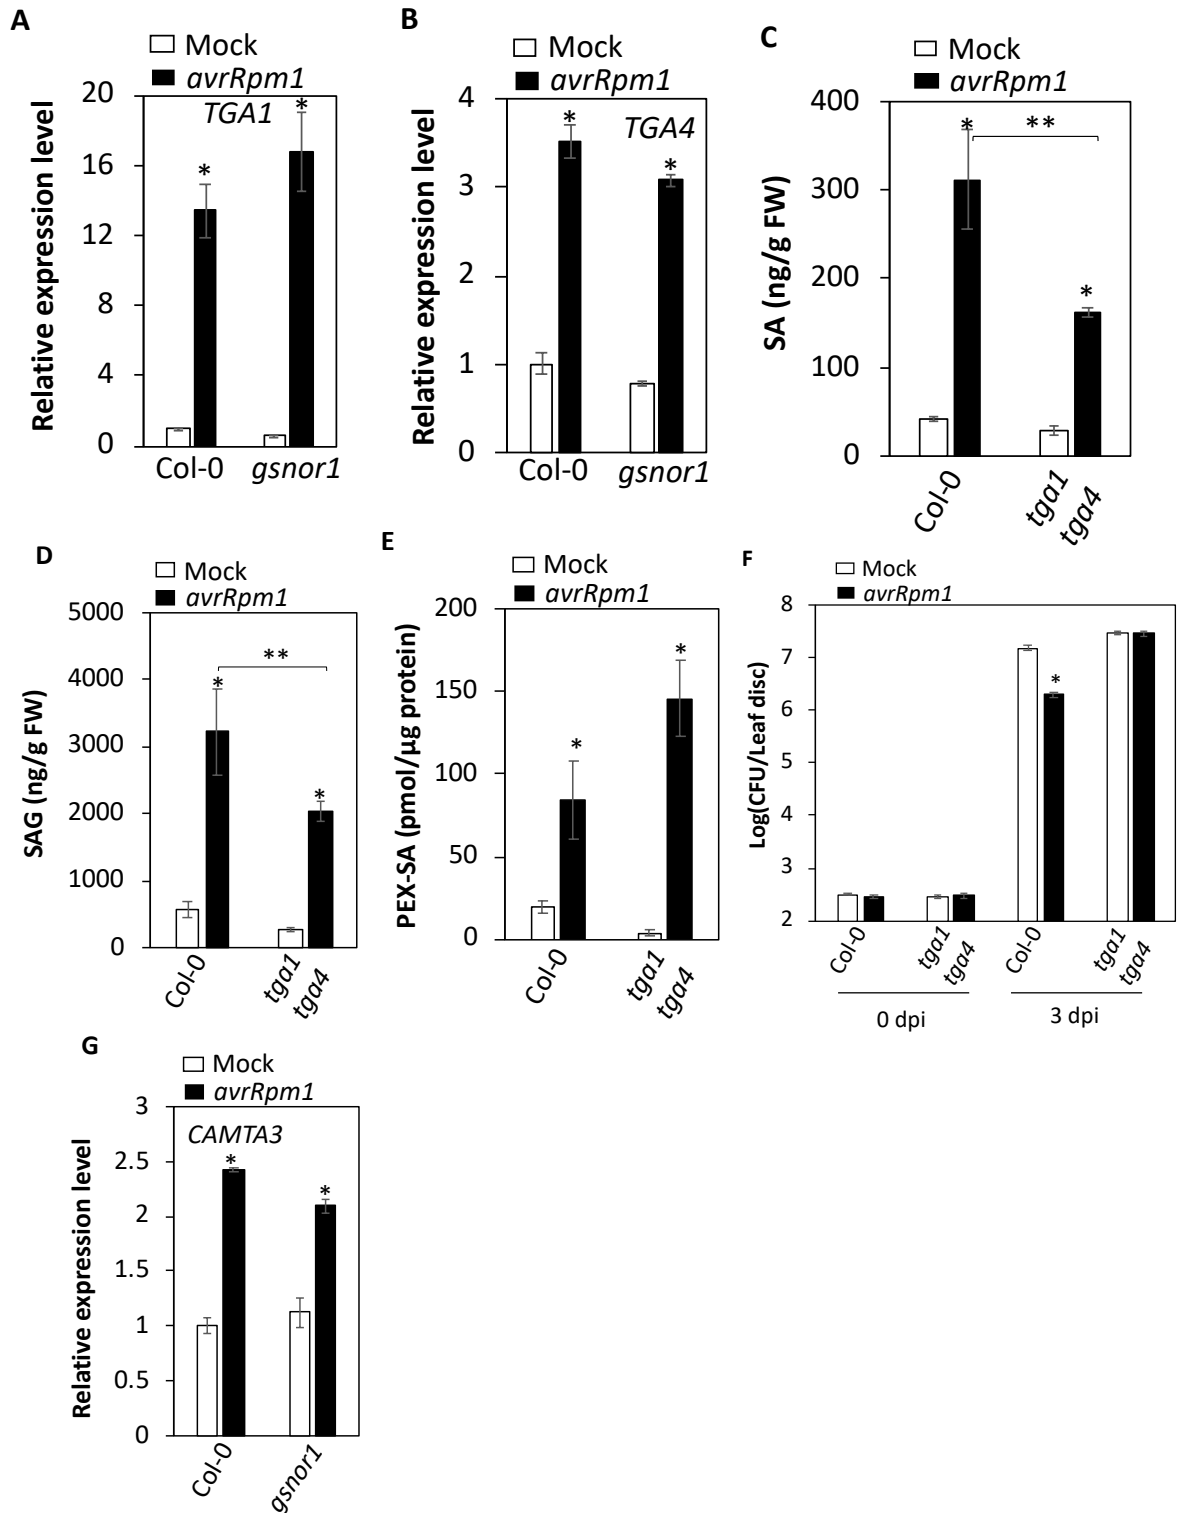 A
Mock
avrRpm1
TGA1
Relative expression level
20
16
12
8
4
0
*
*
Col-0
gsnor1
B
Mock
avrRpm1
TGA4
Relative expression level
4
3
2
1
0
*
*
Col-0
gsnor1
C
Mock
avrRpm1
SA (ng/g FW)
400
300
200
100
0
*
**
*
Col-0
tga1
tga4
D
Mock
avrRpm1
SAG (ng/g FW)
5000
4000
3000
2000
1000
0
*
**
*
Col-0
tga1
tga4
E
Mock
avrRpm1
PEX-SA (pmol/µg protein)
200
150
100
50
0
*
*
Col-0
tga1
tga4
F
Mock
avrRpm1
Log(CFU/Leaf disc)
8
7
6
5
4
3
2
*
Col-0
tga1
tga4
Col-0
tga1
tga4
0 dpi
3 dpi
G
Mock
avrRpm1
CAMTA3
Relative expression level
3
2.5
2
1.5
1
0.5
0
*
*
Col-0
gsnor1